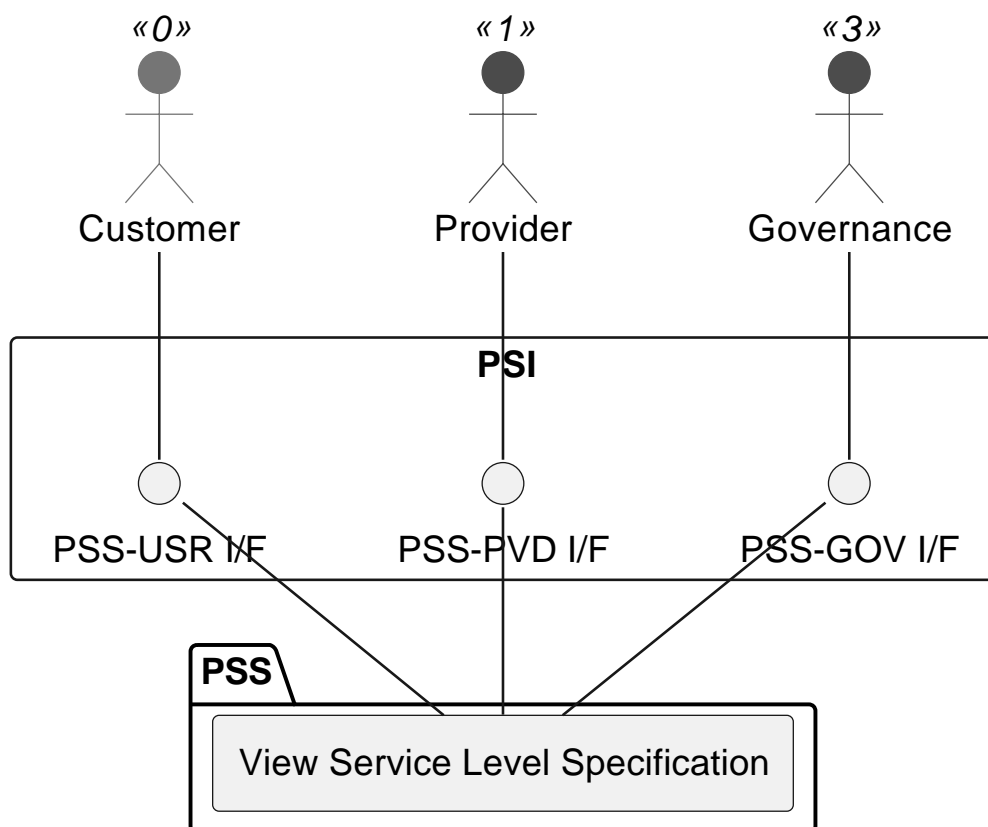 «0» «1» «3»
Customer Provider Governance
PSI
PSS-USR I/F PSS-PVD I/F PSS-GOV I/F
PSS
View Service Level Specification